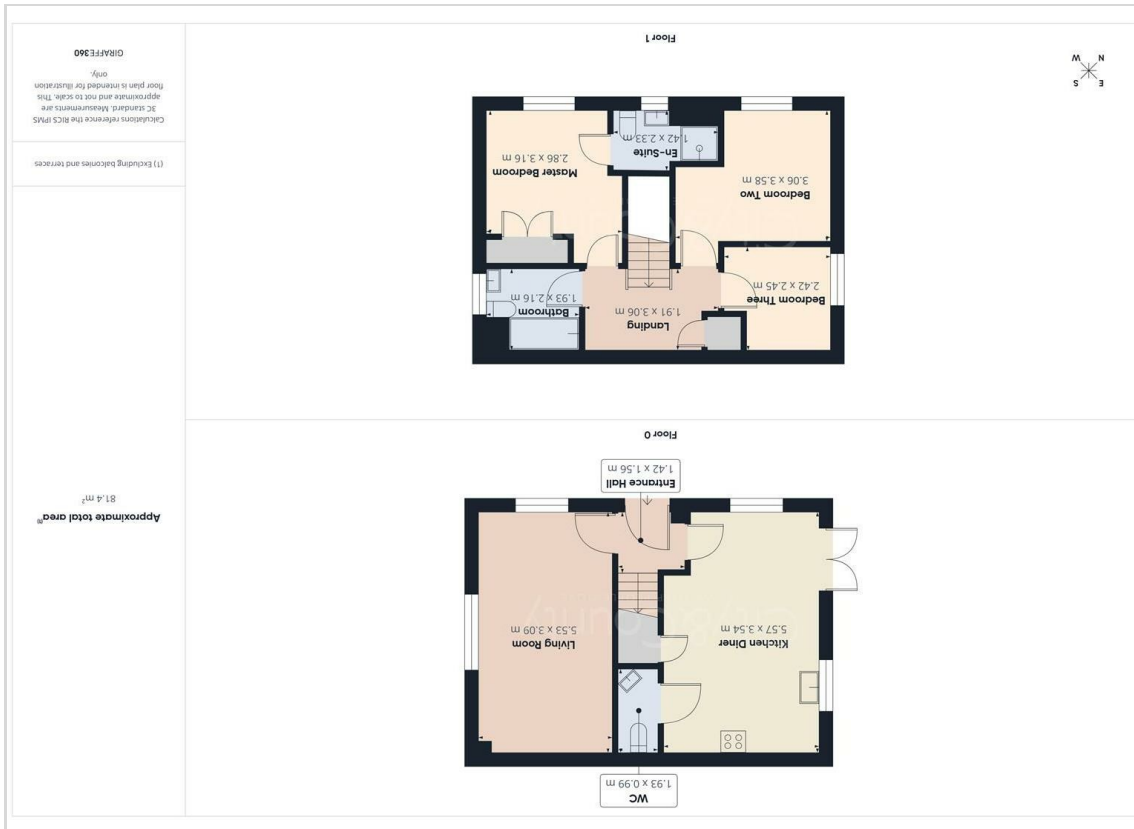 WC
1.93 x 0.99 m
Kitchen Diner
5.57 x 3.54 m
Living Room
5.53 x 3.09 m
Entrance Hall
1.42 x 1.56 m
Floor 0
Landing
1.91 x 3.06 m
Bathroom
1.93 x 2.16 m
Bedroom Three
2.42 x 2.45 m
Bedroom Two
3.06 x 3.58 m
En-Suite
1.42 x 2.33 m
Master Bedroom
2.86 x 3.16 m
E S
N W
Floor 1
Approximate total area(1)
81.4 m²
(1) Excluding balconies and terraces
Calculations reference the RICS IPMS
3C standard. Measurements are
approximate and not to scale. This
floor plan is intended for illustration
only.
GIRAFFE360